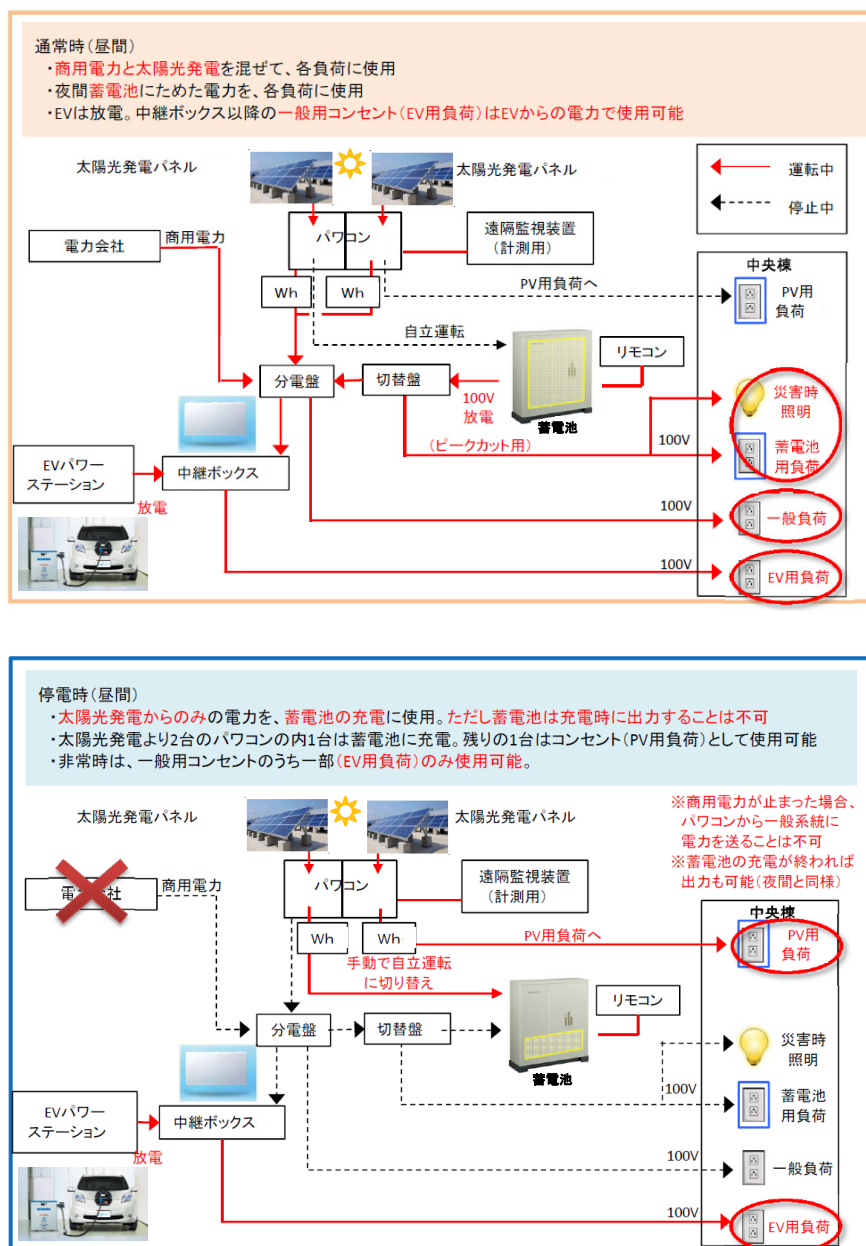 通常時（昼間）
・商用電力と太陽光発電を混ぜて、各負荷に使用
・夜間蓄電池にためた電力を、各負荷に使用
・EVは放電。中継ボックス以降の一般用コンセント（EV用負荷）はEVからの電力で使用可能
太陽光発電パネル
太陽光発電パネル
運転中
停止中
電力会社
商用電力
パワコン
遠隔監視装置
（計測用）
中央棟
Wh
Wh
PV用負荷へ
PV用
負荷
自立運転
リモコン
分電盤
切替盤
100V
放電
蓄電池
災害時
照明
（ピークカット用）
100V
蓄電池
用負荷
EVパワー
ステーション
放電
中継ボックス
100V
一般負荷
100V
EV用負荷
停電時（昼間）
・太陽光発電からのみの電力を、蓄電池の充電に使用。ただし蓄電池は充電時に出力することは不可
・太陽光発電より2台のパワコンの内1台は蓄電池に充電。残りの1台はコンセント（PV用負荷）として使用可能
・非常時は、一般用コンセントのうち一部（EV用負荷）のみ使用可能。
太陽光発電パネル
太陽光発電パネル
※商用電力が止まった場合、
パワコンから一般系統に
電力を送ることは不可
※蓄電池の充電が終われば
出力も可能（夜間と同様）
電力会社
商用電力
パワコン
遠隔監視装置
（計測用）
中央棟
Wh
Wh
PV用負荷へ
PV用
負荷
手動で自立運転
に切り替え
リモコン
分電盤
切替盤
蓄電池
災害時
照明
100V
蓄電池
用負荷
EVパワー
ステーション
放電
中継ボックス
100V
一般負荷
100V
EV用負荷